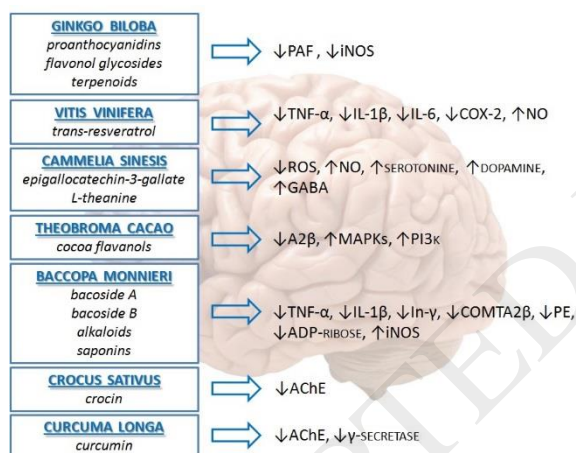 GINKGO BILOBA
proanthocyanidins
flavonol glycosides
terpenoids
↓PAF , ↓iNOS
VITIS VINIFERA
trans-resveratrol
↓TNF-α, ↓IL-1β, ↓IL-6, ↓COX-2, ↑NO
CAMMELIA SINESIS
epigallocatechin-3-gallate
L-theanine
↓ROS, ↑NO, ↑SEROTONINE, ↑DOPAMINE,
↑GABA
THEOBROMA CACAO
cocoa flavanols
↓A2β, ↑MAPKs, ↑PI3K
BACCOPA MONNIERI
bacoside A
bacoside B
alkaloids
saponins
↓TNF-α, ↓IL-1β, ↓In-γ, ↓COMTA2β, ↓PE,
↓ADP-RIBOSE, ↑iNOS
CROCUS SATIVUS
crocin
↓AChE
CURCUMA LONGA
curcumin
↓AChE, ↓γ-SECRETASE